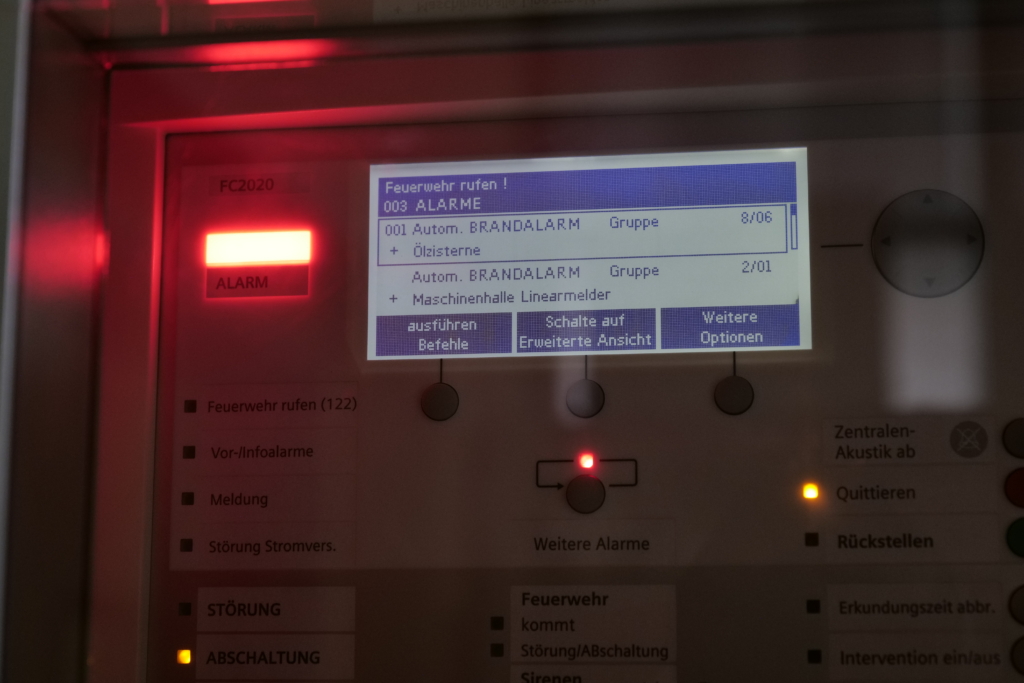 FC2020
ALARM
Feuerwehr rufen !
003 ALARME
001 Autom. BRANDALARM Gruppe 8/06
+ Ölzisterne
Autom. BRANDALARM Gruppe 2/01
+ Maschinenhalle Linearmelder
ausführen
Befehle
Schalte auf
Erweiterte Ansicht
Weitere
Optionen
Feuerwehr rufen (122)
Vor-/Infoalarme
Meldung
Störung Stromvers.
STÖRUNG
ABSCHALTUNG
Weitere Alarme
Feuerwehr
kommt
Störung/ABschaltung
Sirenen
Zentralen-
Akustik ab
Quittieren
Rückstellen
Erkundungszeit abbr.
Intervention ein/aus